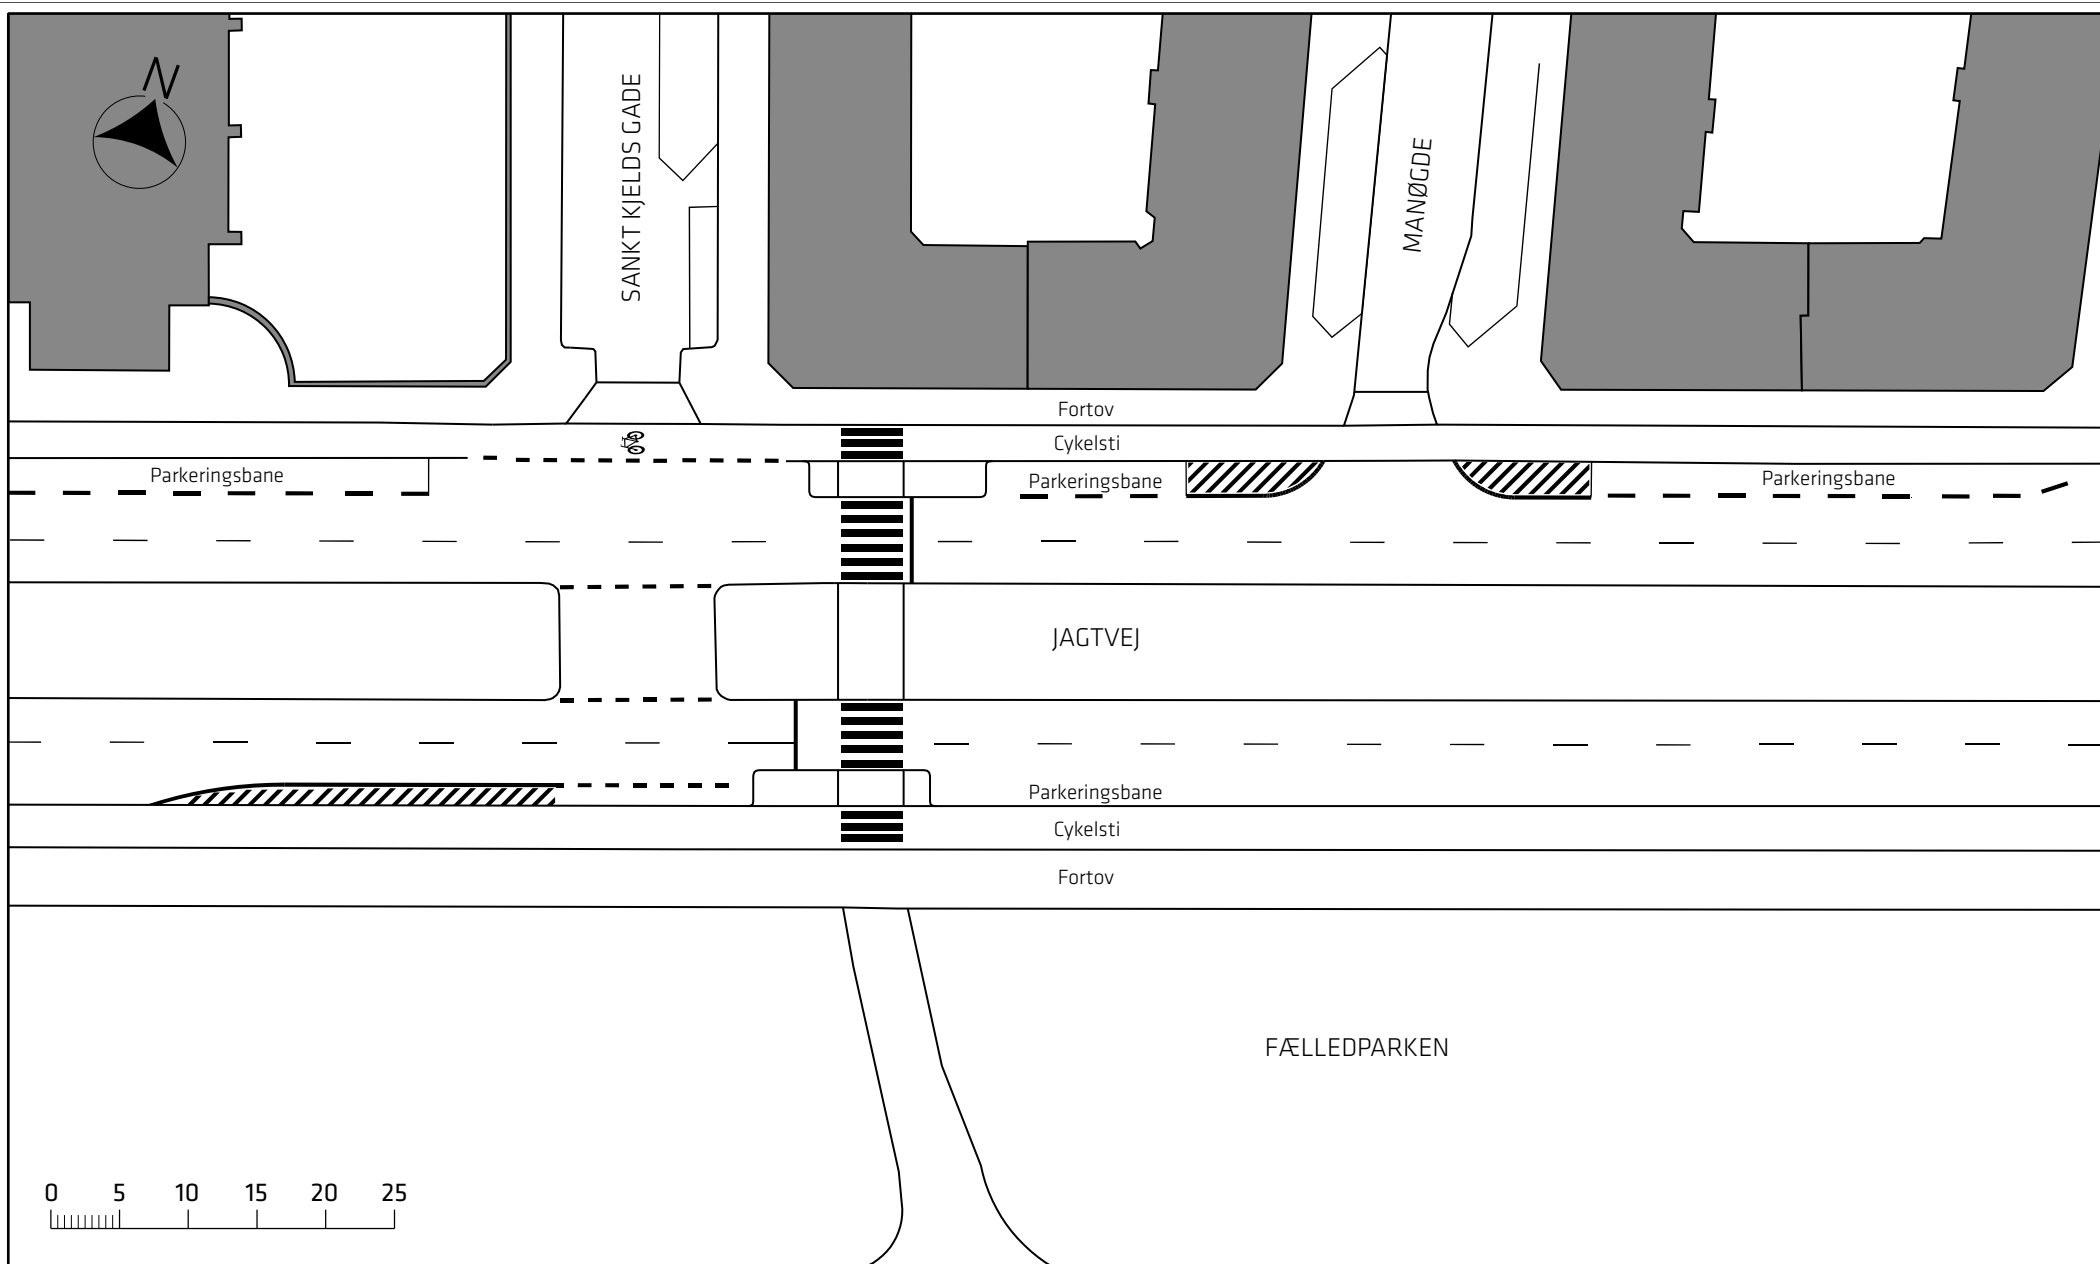 N
SANKT KJELDS GADE
MANØGDE
Fortov
Cykelsti
Parkeringsbane
Parkeringsbane
Parkeringsbane
JAGTVEJ
Parkeringsbane
Cykelsti
Fortov
FÆLLEDPARKEN
0 5 10 15 20 25